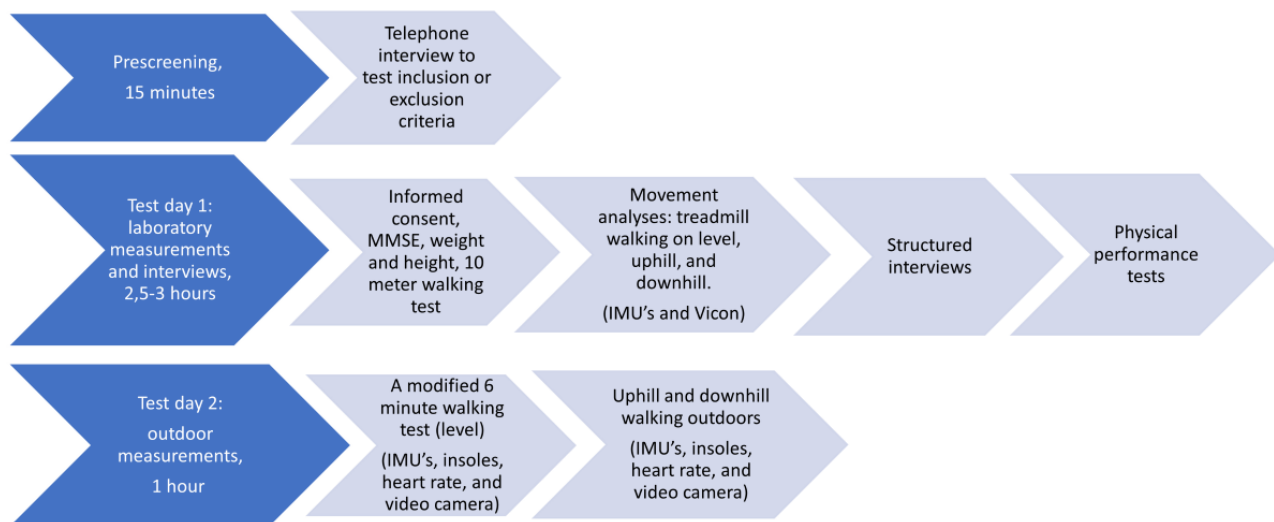 Prescreening,
15 minutes
Telephone
interview to
test inclusion or
exclusion
criteria
Test day 1:
laboratory
measurements
and interviews,
2,5-3 hours
Informed
consent,
MMSE, weight
and height, 10
meter walking
test
Movement
analyses: treadmill
walking on level,
uphill, and
downhill.
(IMU's and Vicon)
Structured
interviews
Physical
performance
tests
Test day 2:
outdoor
measurements,
1 hour
A modified 6
minute walking
test (level)
(IMU's, insoles,
heart rate, and
video camera)
Uphill and downhill
walking outdoors
(IMU's, insoles,
heart rate, and
video camera)